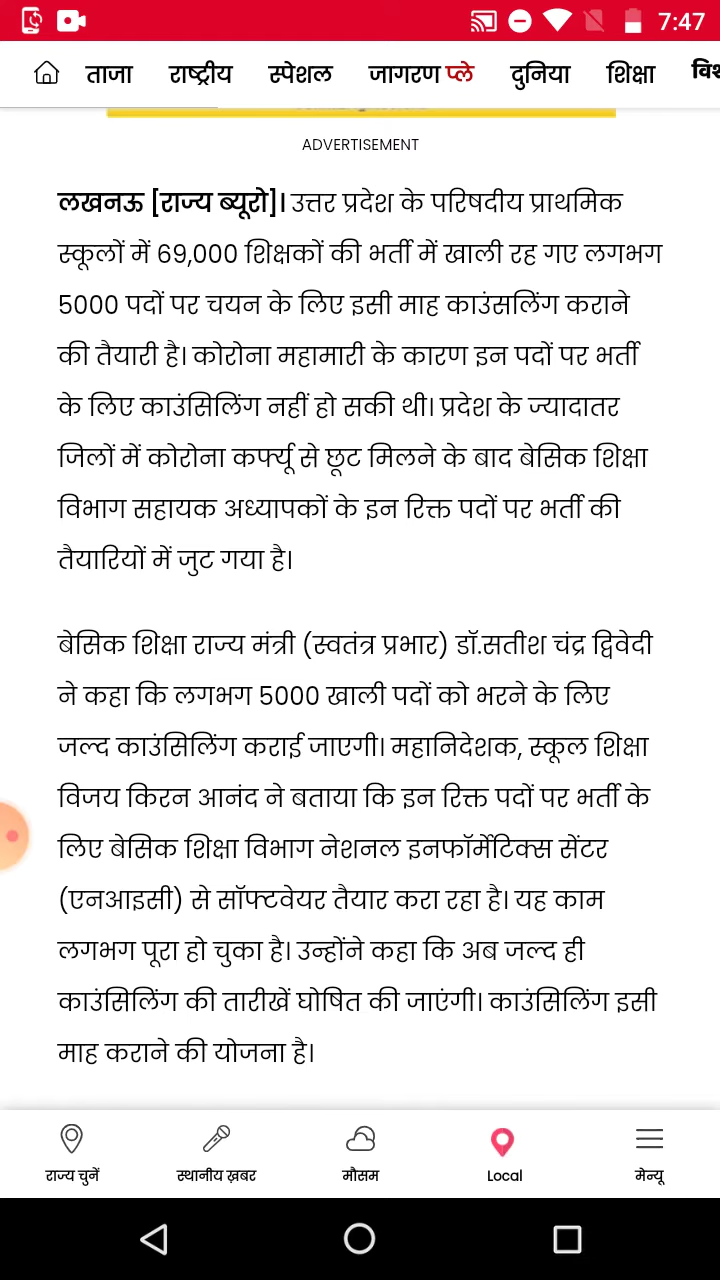 7:47
ताजा राष्ट्रीय स्पेशल जागरण प्ले दुनिया शिक्षा
ADVERTISEMENT
लखनऊ [राज्य ब्यूरो]। उत्तर प्रदेश के परिषदीय प्राथमिक
स्कूलों में 69,000 शिक्षकों की भर्ती में खाली रह गए लगभग
5000 पदों पर चयन के लिए इसी माह काउंसलिंग कराने
की तैयारी है। कोरोना महामारी के कारण इन पदों पर भर्ती
के लिए काउंसिलिंग नहीं हो सकी थी। प्रदेश के ज्यादातर
जिलों में कोरोना कर्फ्यू से छूट मिलने के बाद बेसिक शिक्षा
विभाग सहायक अध्यापकों के इन रिक्त पदों पर भर्ती की
तैयारियों में जुट गया है।
बेसिक शिक्षा राज्य मंत्री (स्वतंत्र प्रभार) डॉ.सतीश चंद्र द्विवेदी
ने कहा कि लगभग 5000 खाली पदों को भरने के लिए
जल्द काउंसिलिंग कराई जाएगी। महानिदेशक, स्कूल शिक्षा
विजय किरन आनंद ने बताया कि इन रिक्त पदों पर भर्ती के
लिए बेसिक शिक्षा विभाग नेशनल इनफॉर्मेटिक्स सेंटर
(एनआइसी) से सॉफ्टवेयर तैयार करा रहा है। यह काम
लगभग पूरा हो चुका है। उन्होंने कहा कि अब जल्द ही
काउंसिलिंग की तारीखें घोषित की जाएंगी। काउंसिलिंग इसी
माह कराने की योजना है।
राज्य चुनें स्थानीय ख़बर मौसम Local मेन्यू